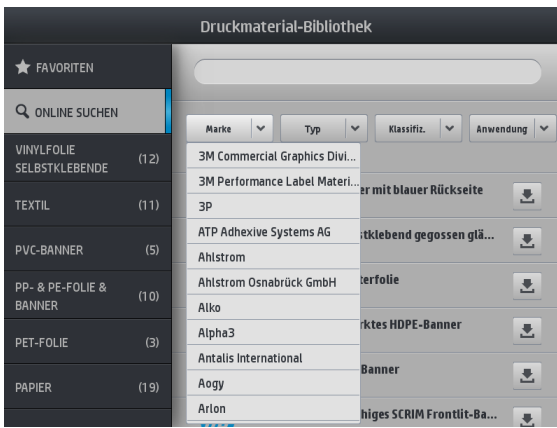 Druckmaterial-Bibliothek
FAVORITEN
ONLINE SUCHEN
VINYLFOLIE
SELBSTKLEBENDE (12)
TEXTIL (11)
PVC-BANNER (5)
PP- & PE-FOLIE &
BANNER (10)
PET-FOLIE (3)
PAPIER (19)
Marke Typ Klassifiz. Anwendung
3M Commercial Graphics Divi...
3M Performance Label Materi...
3P
ATP Adhexive Systems AG
Ahlstrom
Ahlstrom Osnabrück GmbH
Alko
Alpha3
Antalis International
Aogy
Arlon
er mit blauer Rückseite
stklebend gegossen glä...
terfolie
rktes HDPE-Banner
Banner
higes SCRIM Frontlit-Ba...